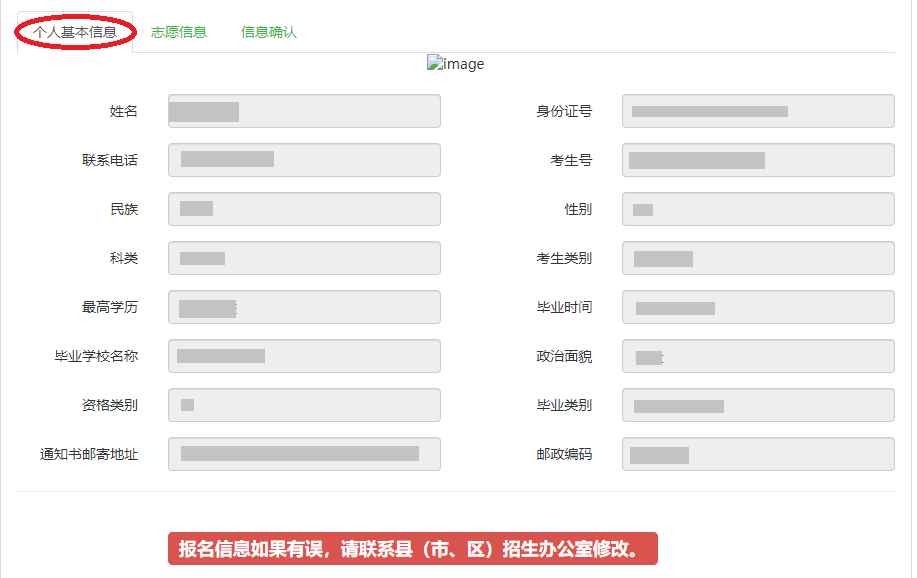 个人基本信息 志愿信息 信息确认
image
姓名 身份证号
联系电话 考生号
民族 性别
科类 考生类别
最高学历 毕业时间
毕业学校名称 政治面貌
资格类别 毕业类别
通知书邮寄地址 邮政编码
报名信息如果有误，请联系县（市、区）招生办公室修改。